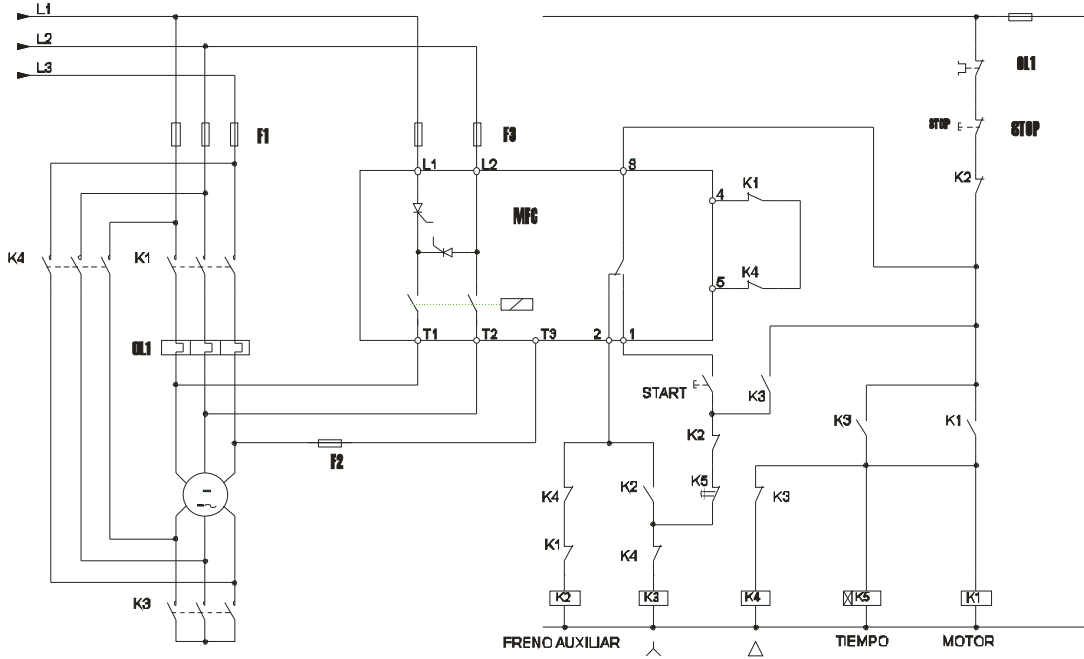 L1
L2
L3
OL1
F1
F3
STOP
STOP
L1
L2
8
K1
K2
MFC
4
K4
K1
K4
5
T1
T2
T3
2
1
OL1
START
K3
K3
K1
K2
F2
K4
K2
K5
K3
K1
K4
K3
K2
K3
K4
K5
K1
FRENO AUXILIAR
TIEMPO
MOTOR